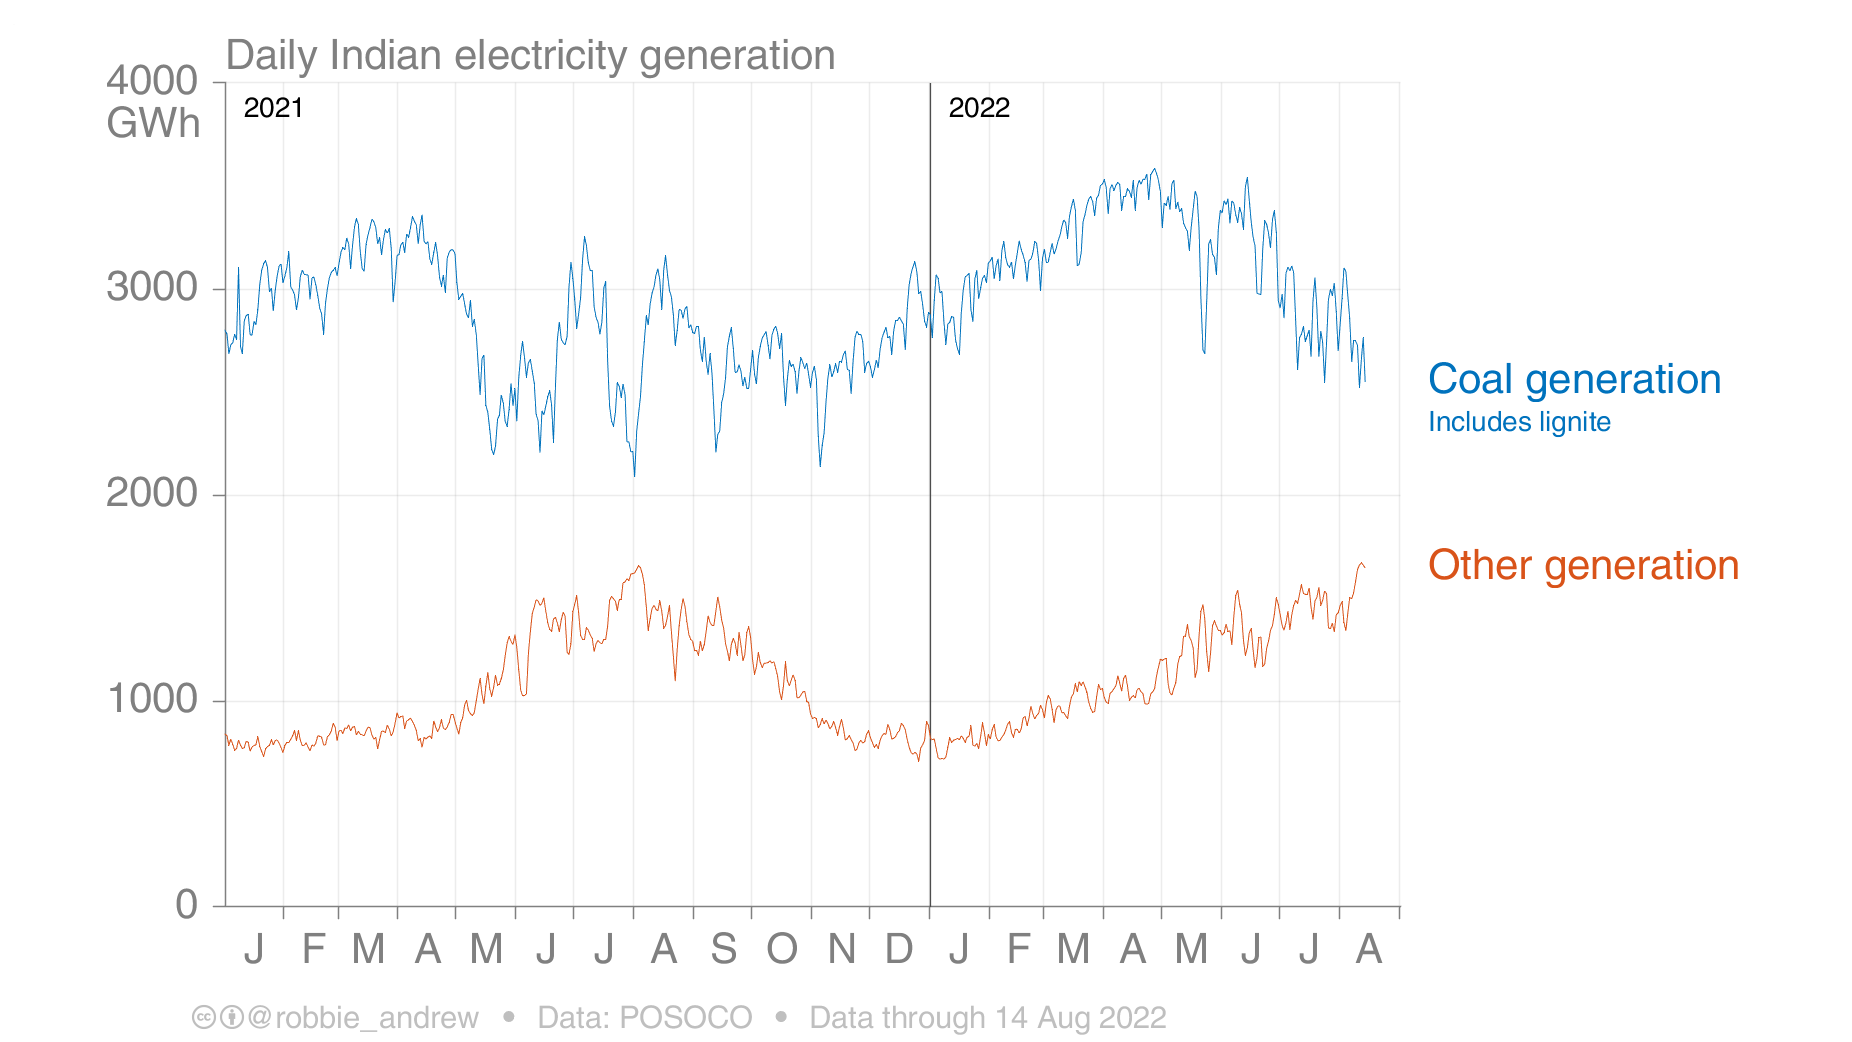 Daily Indian electricity generation
4000
GWh
2021
2022
3000
2000
1000
0
Coal generation
Includes lignite
Other generation
J F M A M J J A S O N D J F M A M J J A
@robbie_andrew • Data: POSOCO • Data through 14 Aug 2022